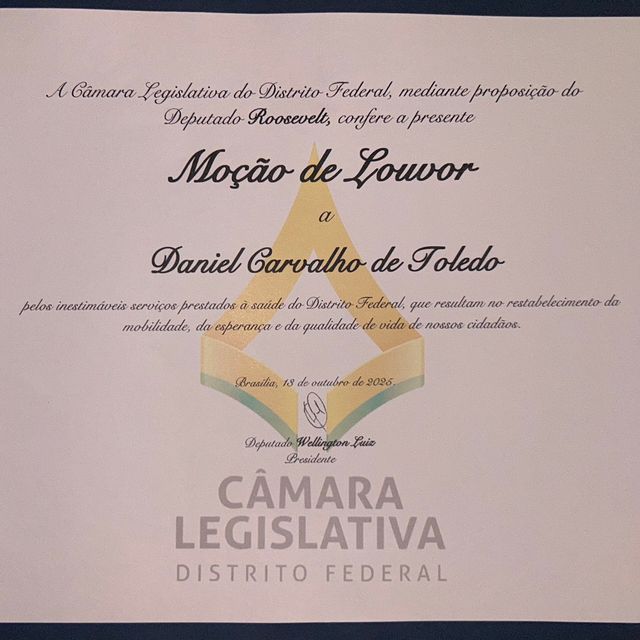 A Câmara Legislativa do Distrito Federal, mediante proposição do
Deputado Roosevelt, confere a presente
Moção de Louvor
a
Daniel Carvalho de Toledo
pelos inestimáveis serviços prestados à saúde do Distrito Federal, que resultam no restabelecimento da
mobilidade, da esperança e da qualidade de vida de nossos cidadãos.
Brasília, 13 de outubro de 2025.
Deputado Wellington Luiz
Presidente
CÂMARA
LEGISLATIVA
DISTRITO FEDERAL